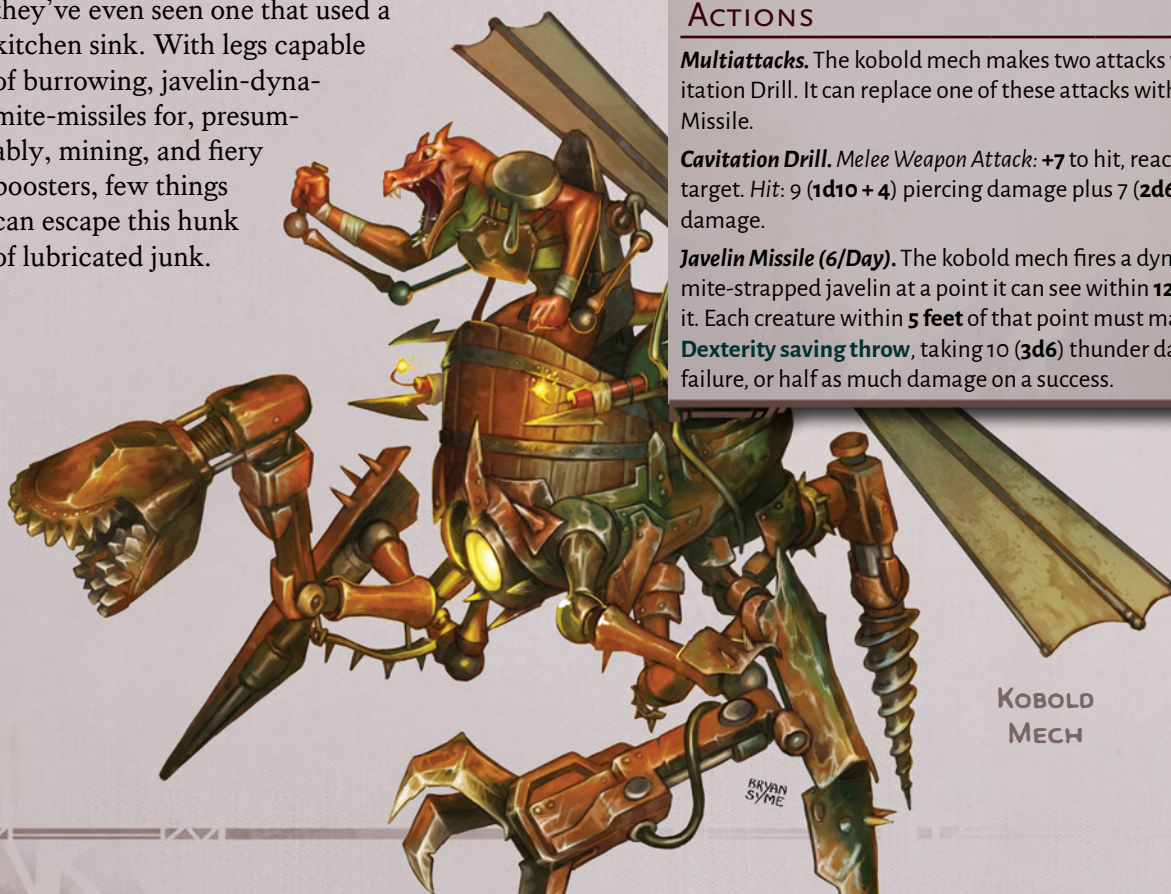 they've even seen one that used a
kitchen sink. With legs capable
of burrowing, javelin-dyna-
mite-missiles for, presum-
ably, mining, and fiery
boosters, few things
can escape this hunk
of lubricated junk.
ACTIONS
Multiattacks. The kobold mech makes two attacks
itation Drill. It can replace one of these attacks with
Missile.
Cavitation Drill. Melee Weapon Attack: +7 to hit, reac
target. Hit: 9 (1d10 + 4) piercing damage plus 7 (2d6
damage.
Javelin Missile (6/Day). The kobold mech fires a dyn
mite-strapped javelin at a point it can see within 12
it. Each creature within 5 feet of that point must ma
Dexterity saving throw, taking 10 (3d6) thunder da
failure, or half as much damage on a success.
KOBOLD
MECH
BRYAN
SYME